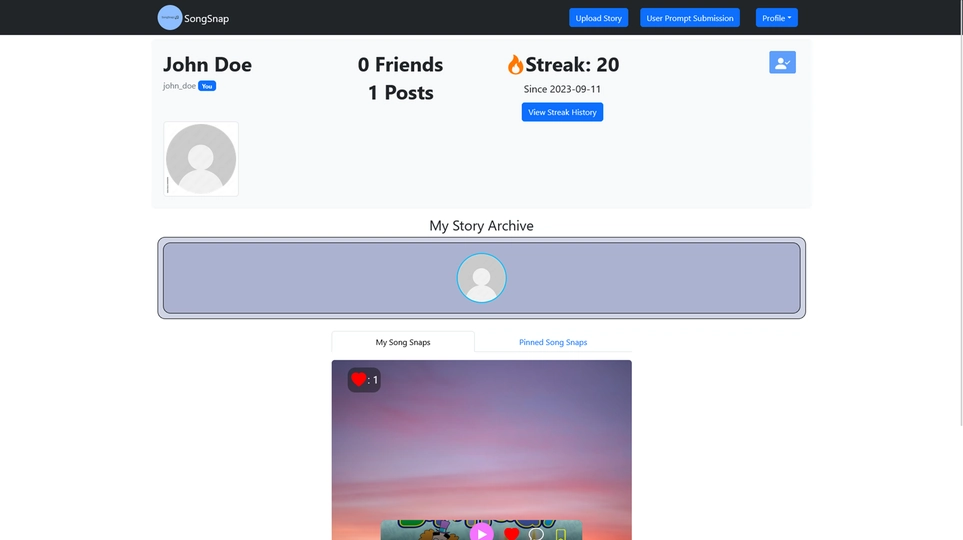 SongSnap
Upload Story
User Prompt Submission
Profile
John Doe
john_doe You
0 Friends
1 Posts
🔥Streak: 20
Since 2023-09-11
View Streak History
My Story Archive
My Song Snaps
Pinned Song Snaps
❤: 1